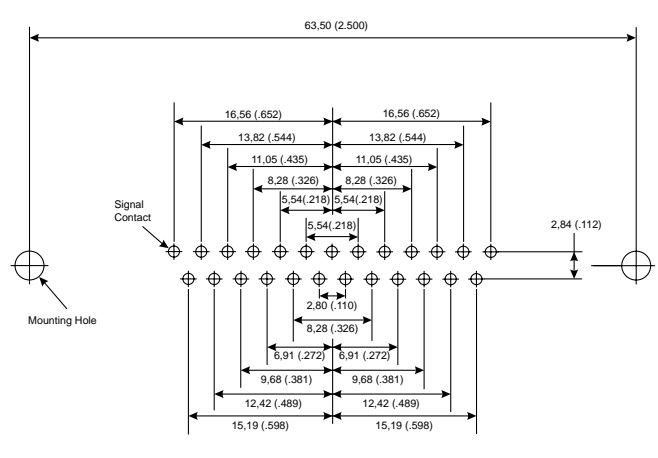 63,50 (2.500)
16,56 (.652) 16,56 (.652)
13,82 (.544) 13,82 (.544)
11,05 (.435) 11,05 (.435)
8,28 (.326) 8,28 (.326)
5,54(.218) 5,54(.218)
Signal
Contact
5,54(.218)
2,84 (.112)
Mounting Hole
2,80 (.110)
8,28 (.326)
6,91 (.272) 6,91 (.272)
9,68 (.381) 9,68 (.381)
12,42 (.489) 12,42 (.489)
15,19 (.598) 15,19 (.598)